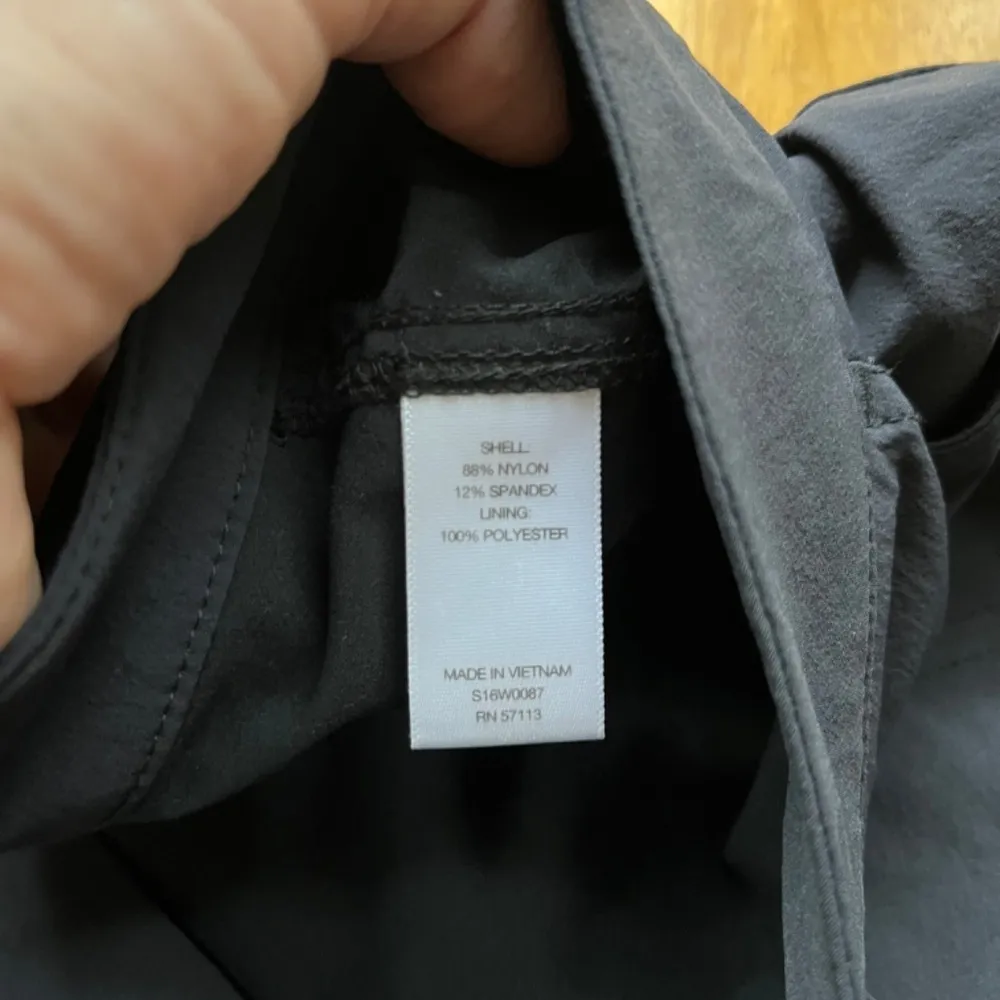 SHELL:
88% NYLON
12% SPANDEX
LINING:
100% POLYESTER
MADE IN VIETNAM
S16W0087
RN 57113